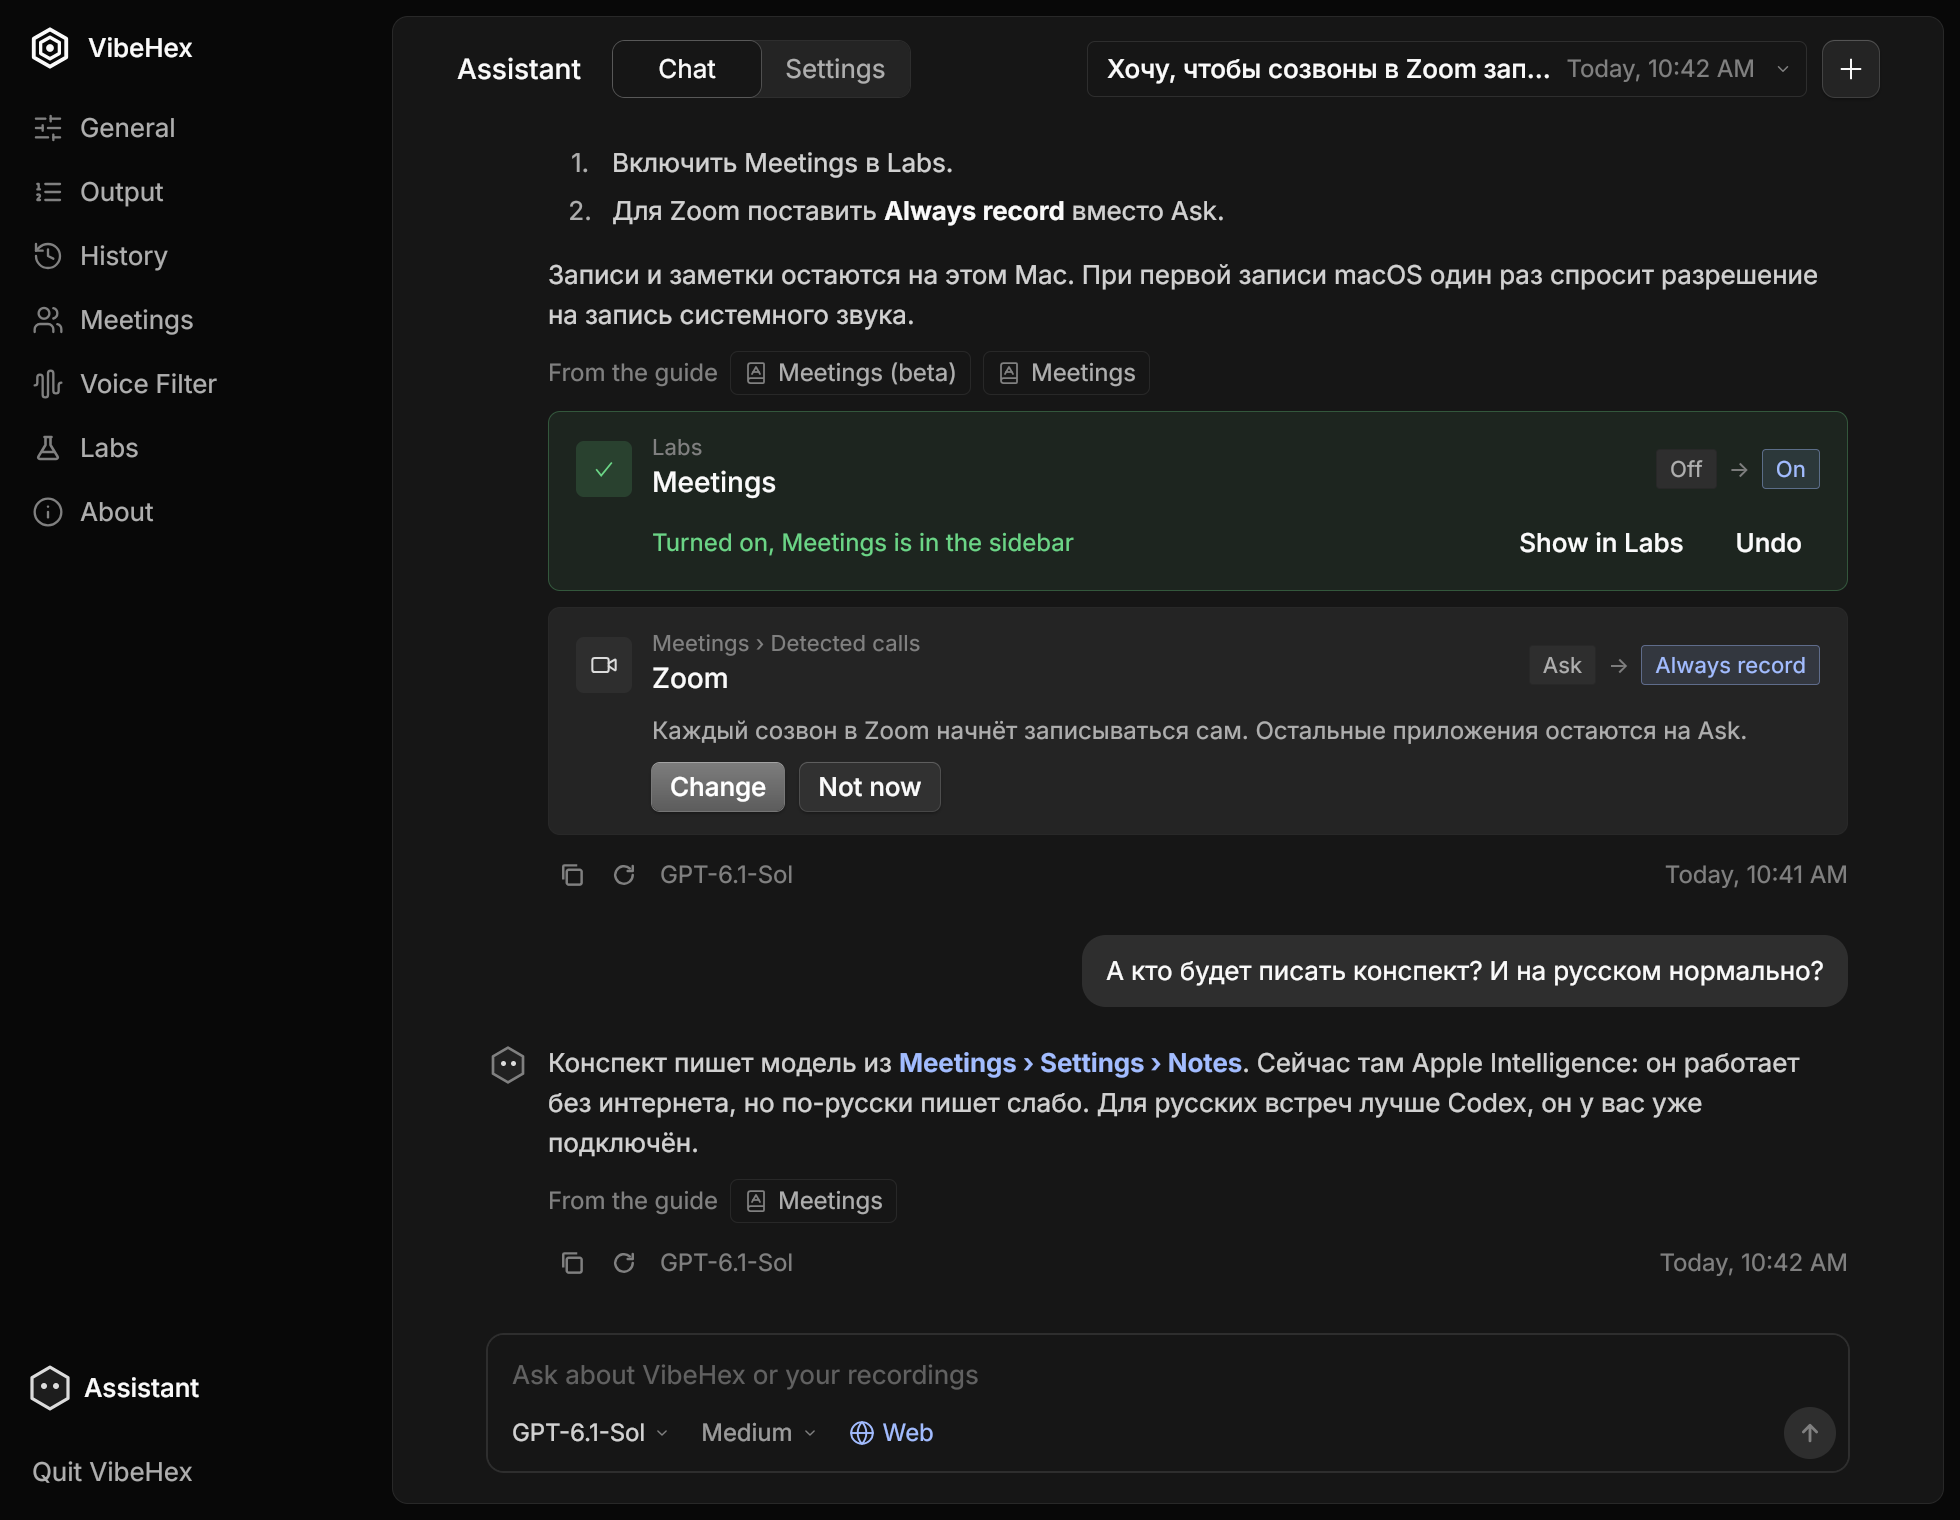 VibeHex
General
Output
History
Meetings
Voice Filter
Labs
About
Assistant
Quit VibeHex
Assistant
Chat
Settings
Хочу, чтобы созвоны в Zoom зап... Today, 10:42 AM
1. Включить Meetings в Labs.
2. Для Zoom поставить Always record вместо Ask.
Записи и заметки остаются на этом Mac. При первой записи macOS один раз спросит разрешение
на запись системного звука.
From the guide Meetings (beta) Meetings
Labs
Meetings
Off → On
Turned on, Meetings is in the sidebar
Show in Labs Undo
Meetings › Detected calls
Zoom
Ask → Always record
Каждый созвон в Zoom начнёт записываться сам. Остальные приложения остаются на Ask.
Change Not now
GPT-6.1-Sol Today, 10:41 AM
А кто будет писать конспект? И на русском нормально?
Конспект пишет модель из Meetings › Settings › Notes. Сейчас там Apple Intelligence: он работает
без интернета, но по-русски пишет слабо. Для русских встреч лучше Codex, он у вас уже
подключён.
From the guide Meetings
GPT-6.1-Sol Today, 10:42 AM
Ask about VibeHex or your recordings
GPT-6.1-Sol Medium Web